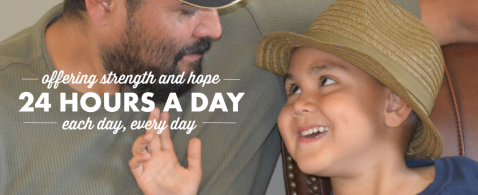 offering strength and hope
24 HOURS A DAY
each day, every day